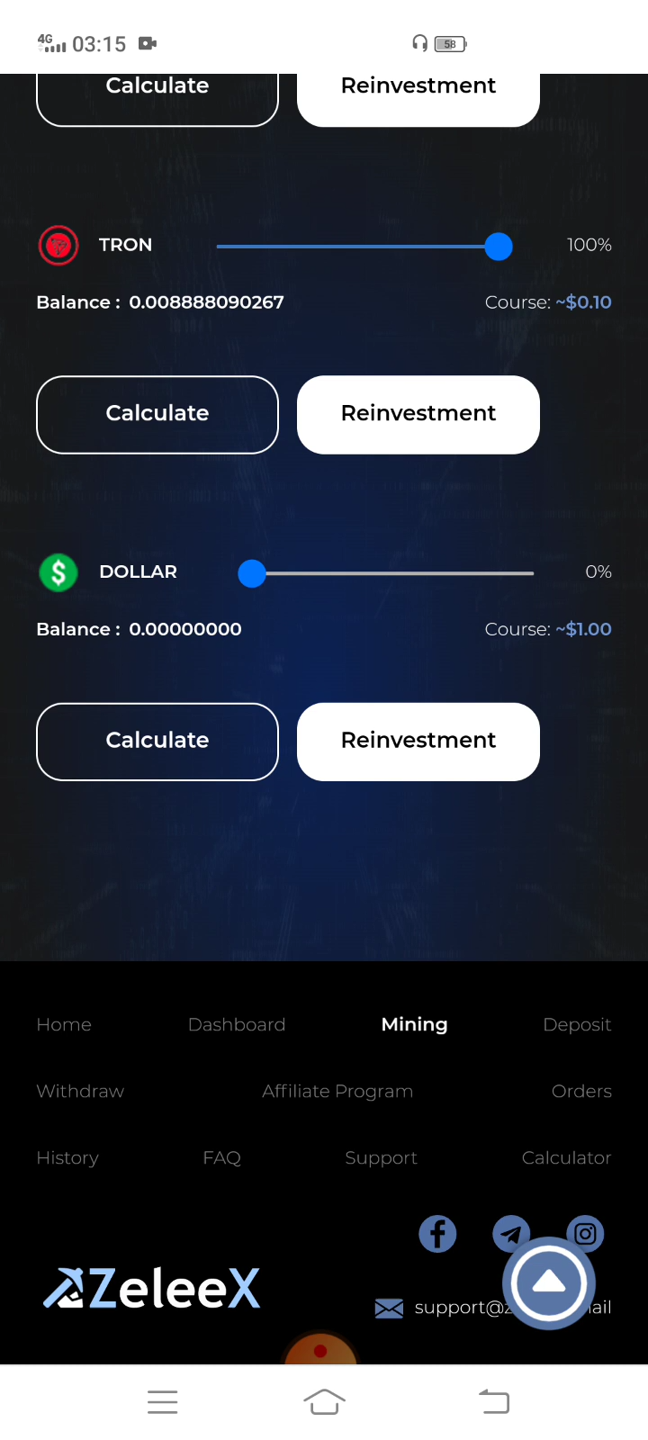 4G 03:15 58
Calculate Reinvestment
TRON 100%
Balance : 0.008888090267 Course: ~$0.10
Calculate Reinvestment
$ DOLLAR 0%
Balance : 0.00000000 Course: ~$1.00
Calculate Reinvestment
Home Dashboard Mining Deposit
Withdraw Affiliate Program Orders
History FAQ Support Calculator
ZeleeX